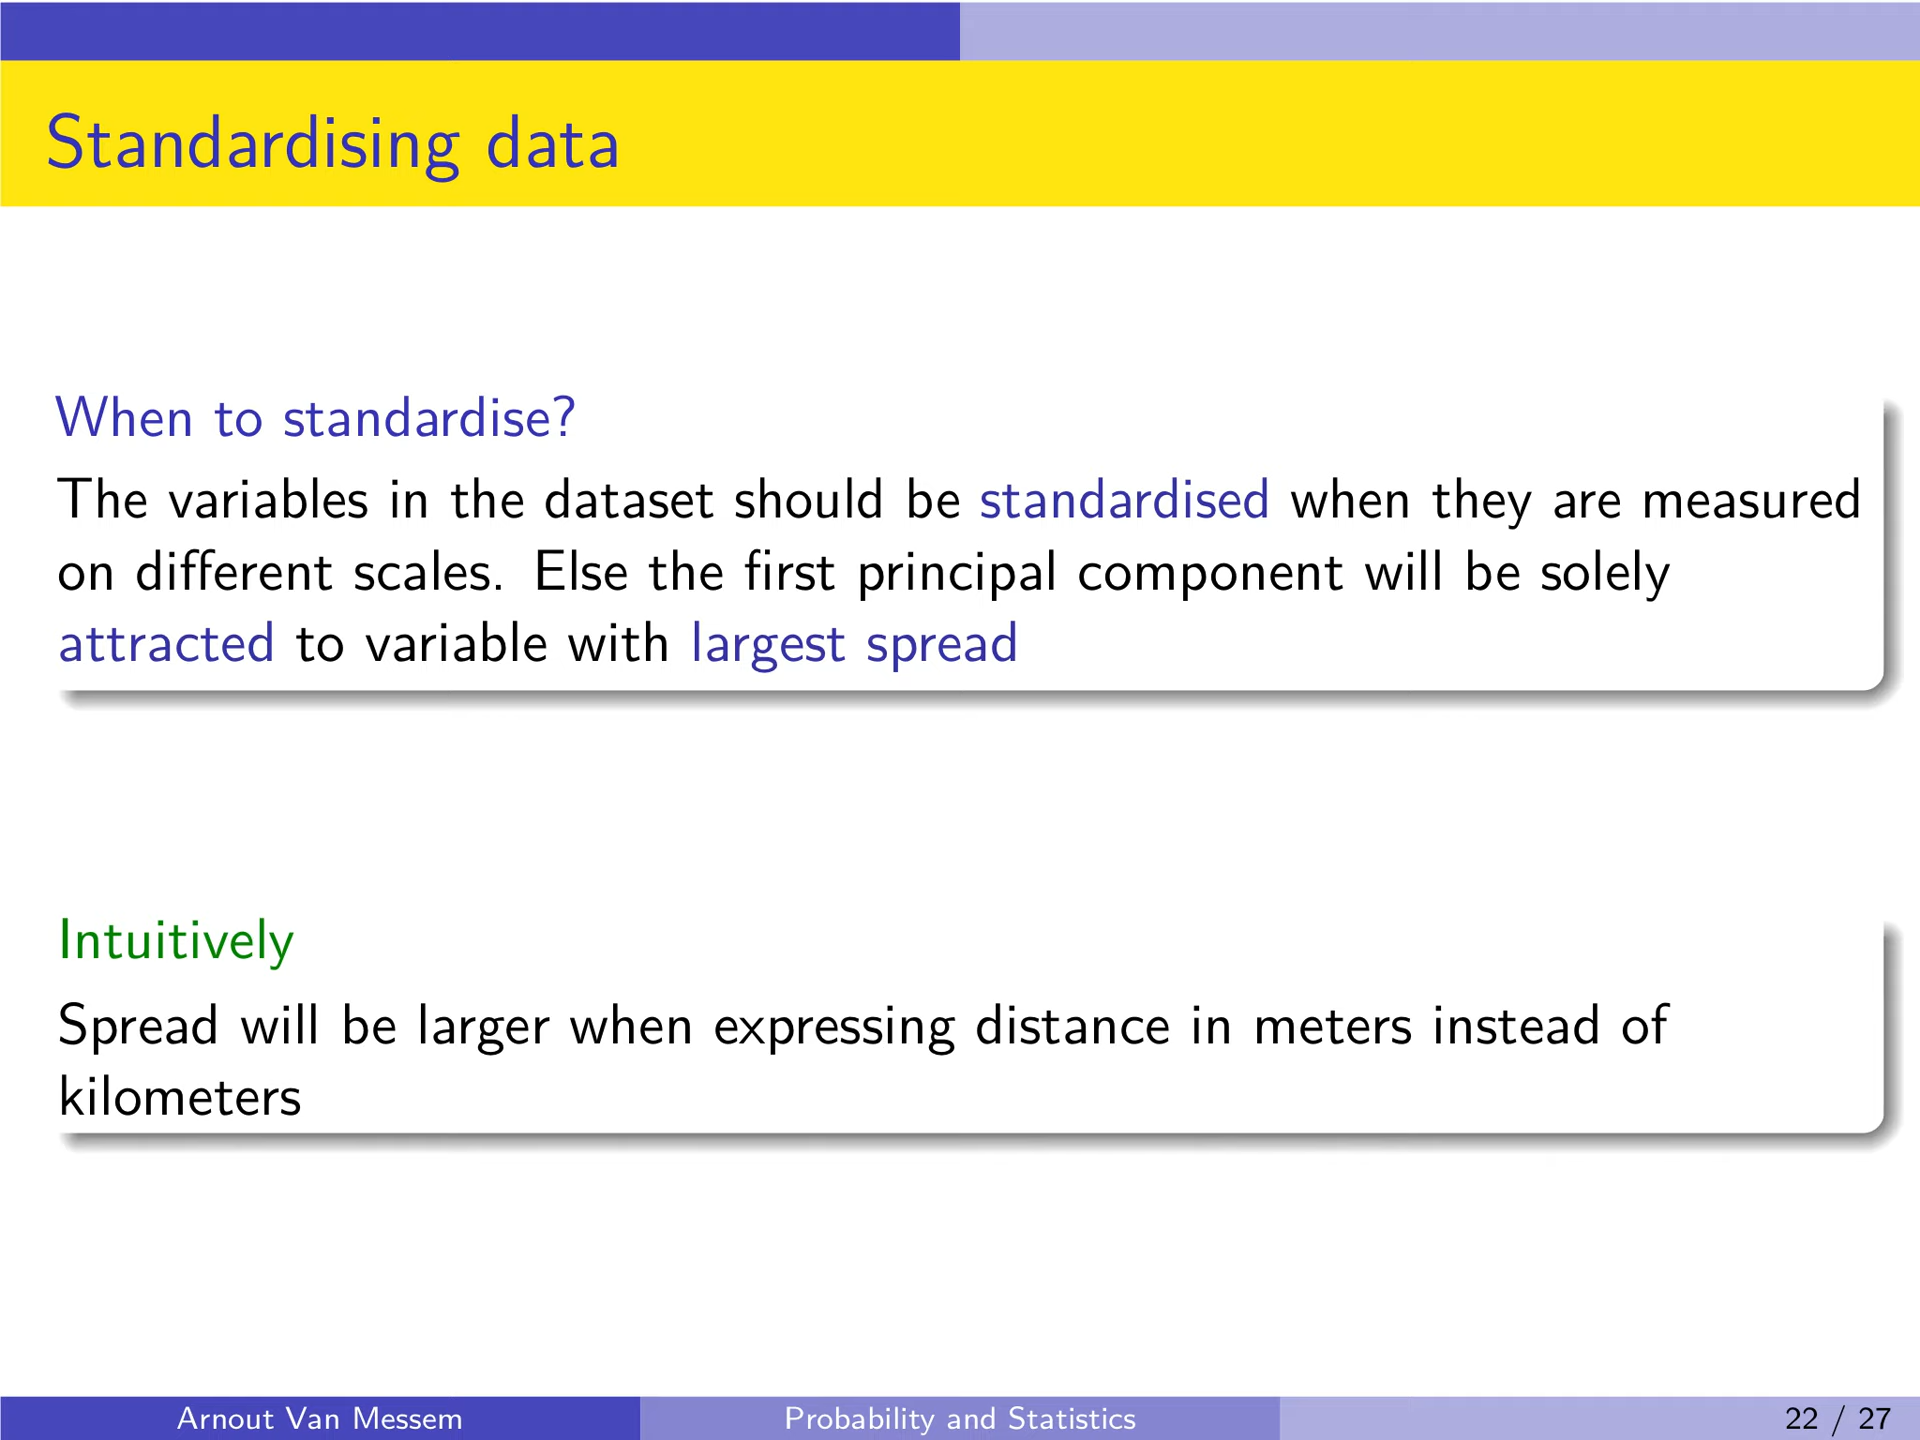 Standardising data
When to standardise?
The variables in the dataset should be standardised when they are measured
on different scales. Else the first principal component will be solely
attracted to variable with largest spread
Intuitively
Spread will be larger when expressing distance in meters instead of
kilometers
Arnout Van Messem
Probability and Statistics
22 / 27